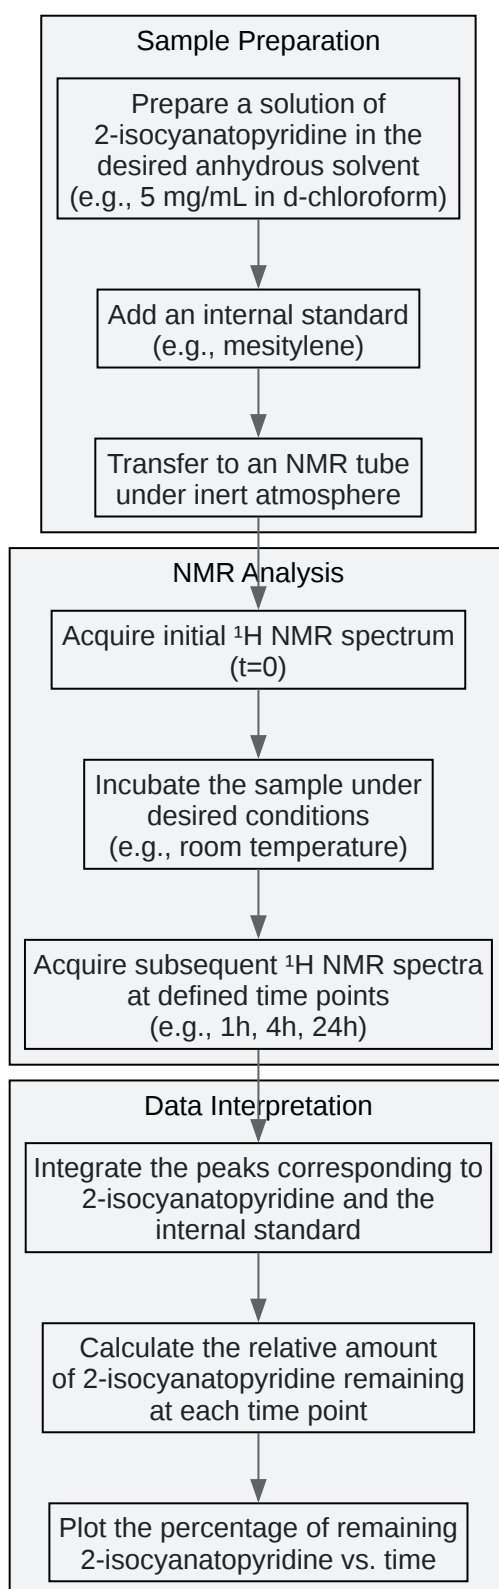 Sample Preparation
Prepare a solution of
2-isocyanatopyridine in the
desired anhydrous solvent
(e.g., 5 mg/mL in d-chloroform)
Add an internal standard
(e.g., mesitylene)
Transfer to an NMR tube
under inert atmosphere
NMR Analysis
Acquire initial ¹H NMR spectrum
(t=0)
Incubate the sample under
desired conditions
(e.g., room temperature)
Acquire subsequent ¹H NMR spectra
at defined time points
(e.g., 1h, 4h, 24h)
Data Interpretation
Integrate the peaks corresponding to
2-isocyanatopyridine and the
internal standard
Calculate the relative amount
of 2-isocyanatopyridine remaining
at each time point
Plot the percentage of remaining
2-isocyanatopyridine vs. time